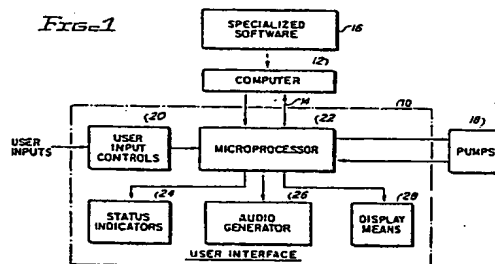 FIG-1
SPECIALIZED
SOFTWARE
16
12
COMPUTER
14
10
20
22
18
USER INPUTS
USER
INPUT
CONTROLS
MICROPROCESSOR
PUMPS
24
26
28
STATUS
INDICATORS
AUDIO
GENERATOR
DISPLAY
MEANS
USER INTERFACE